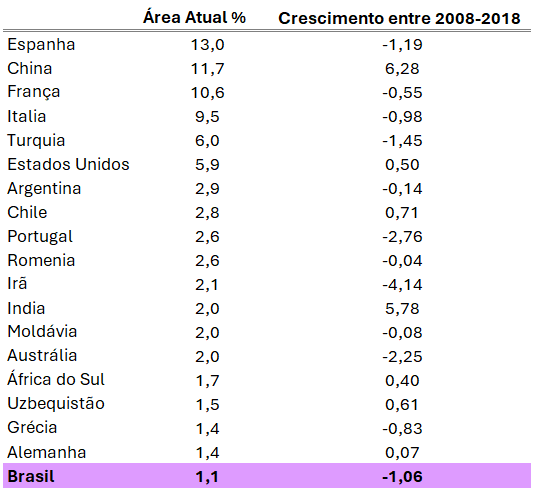 Área Atual % Crescimento entre 2008-2018
Espanha 13,0 -1,19
China 11,7 6,28
França 10,6 -0,55
Italia 9,5 -0,98
Turquia 6,0 -1,45
Estados Unidos 5,9 0,50
Argentina 2,9 -0,14
Chile 2,8 0,71
Portugal 2,6 -2,76
Romenia 2,6 -0,04
Irã 2,1 -4,14
India 2,0 5,78
Moldávia 2,0 -0,08
Austrália 2,0 -2,25
África do Sul 1,7 0,40
Uzbequistão 1,5 0,61
Grécia 1,4 -0,83
Alemanha 1,4 0,07
Brasil 1,1 -1,06